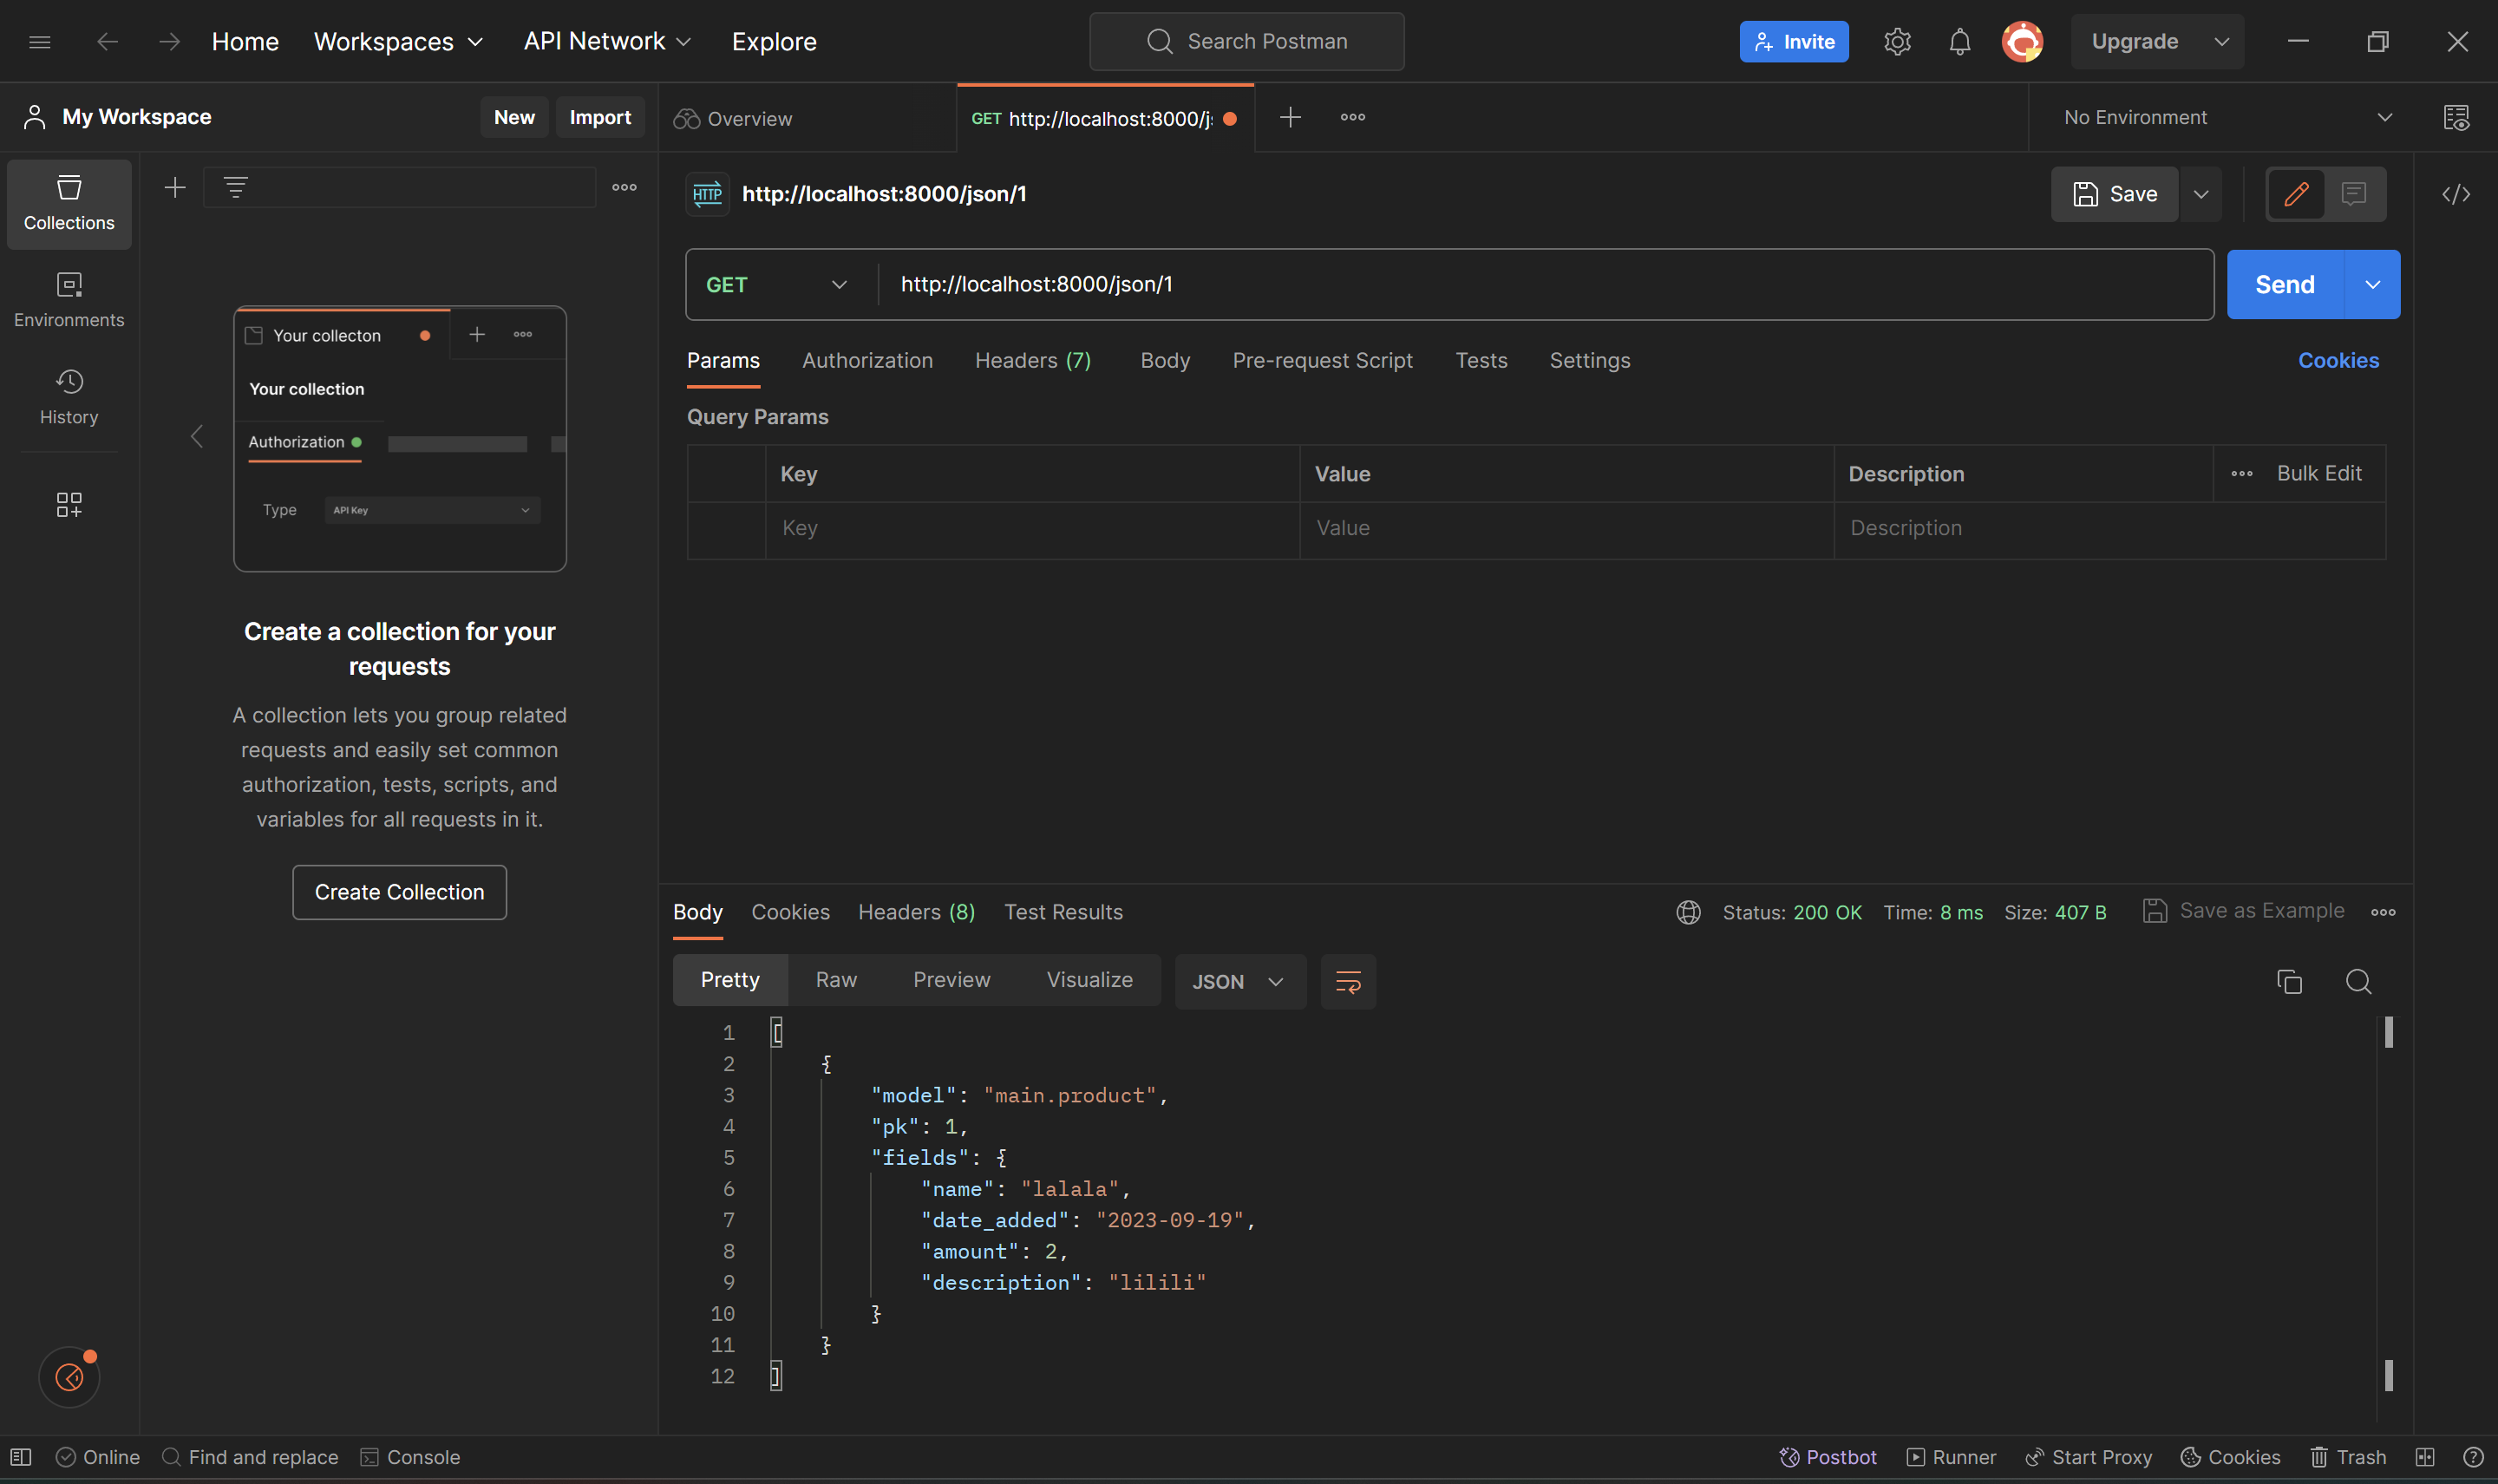 Home Workspaces API Network Explore Search Postman Invite Upgrade
My Workspace New Import Overview GET http://localhost:8000/js No Environment
Collections
Environments
History
Your collecton
Your collection
Authorization
Type API Key
Create a collection for your
requests
A collection lets you group related
requests and easily set common
authorization, tests, scripts, and
variables for all requests in it.
Create Collection
HTTP http://localhost:8000/json/1 Save
GET http://localhost:8000/json/1 Send
Params Authorization Headers (7) Body Pre-request Script Tests Settings Cookies
Query Params
Key Value Description Bulk Edit
Key Value Description
Body Cookies Headers (8) Test Results Status: 200 OK Time: 8 ms Size: 407 B Save as Example
Pretty Raw Preview Visualize JSON
1 [
2 {
3 "model": "main.product",
4 "pk": 1,
5 "fields": {
6 "name": "lalala",
7 "date_added": "2023-09-19",
8 "amount": 2,
9 "description": "lilili"
10 }
11 }
12 ]
Online Find and replace Console Postbot Runner Start Proxy Cookies Trash